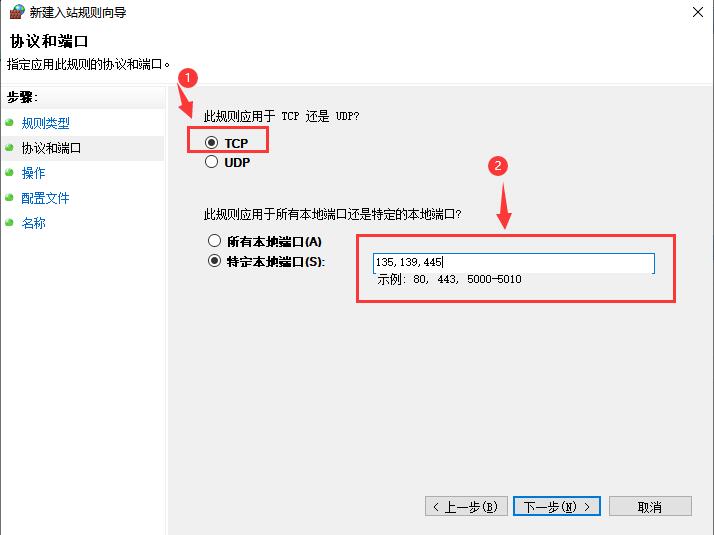 新建入站规则向导
协议和端口
指定应用此规则的协议和端口。
步骤:
规则类型
协议和端口
操作
配置文件
名称
1
此规则应用于 TCP 还是 UDP?
TCP
UDP
2
此规则应用于所有本地端口还是特定的本地端口?
所有本地端口(A)
特定本地端口(S):
135,139,445
示例: 80, 443, 5000-5010
< 上一步(B)
下一步(N) >
取消